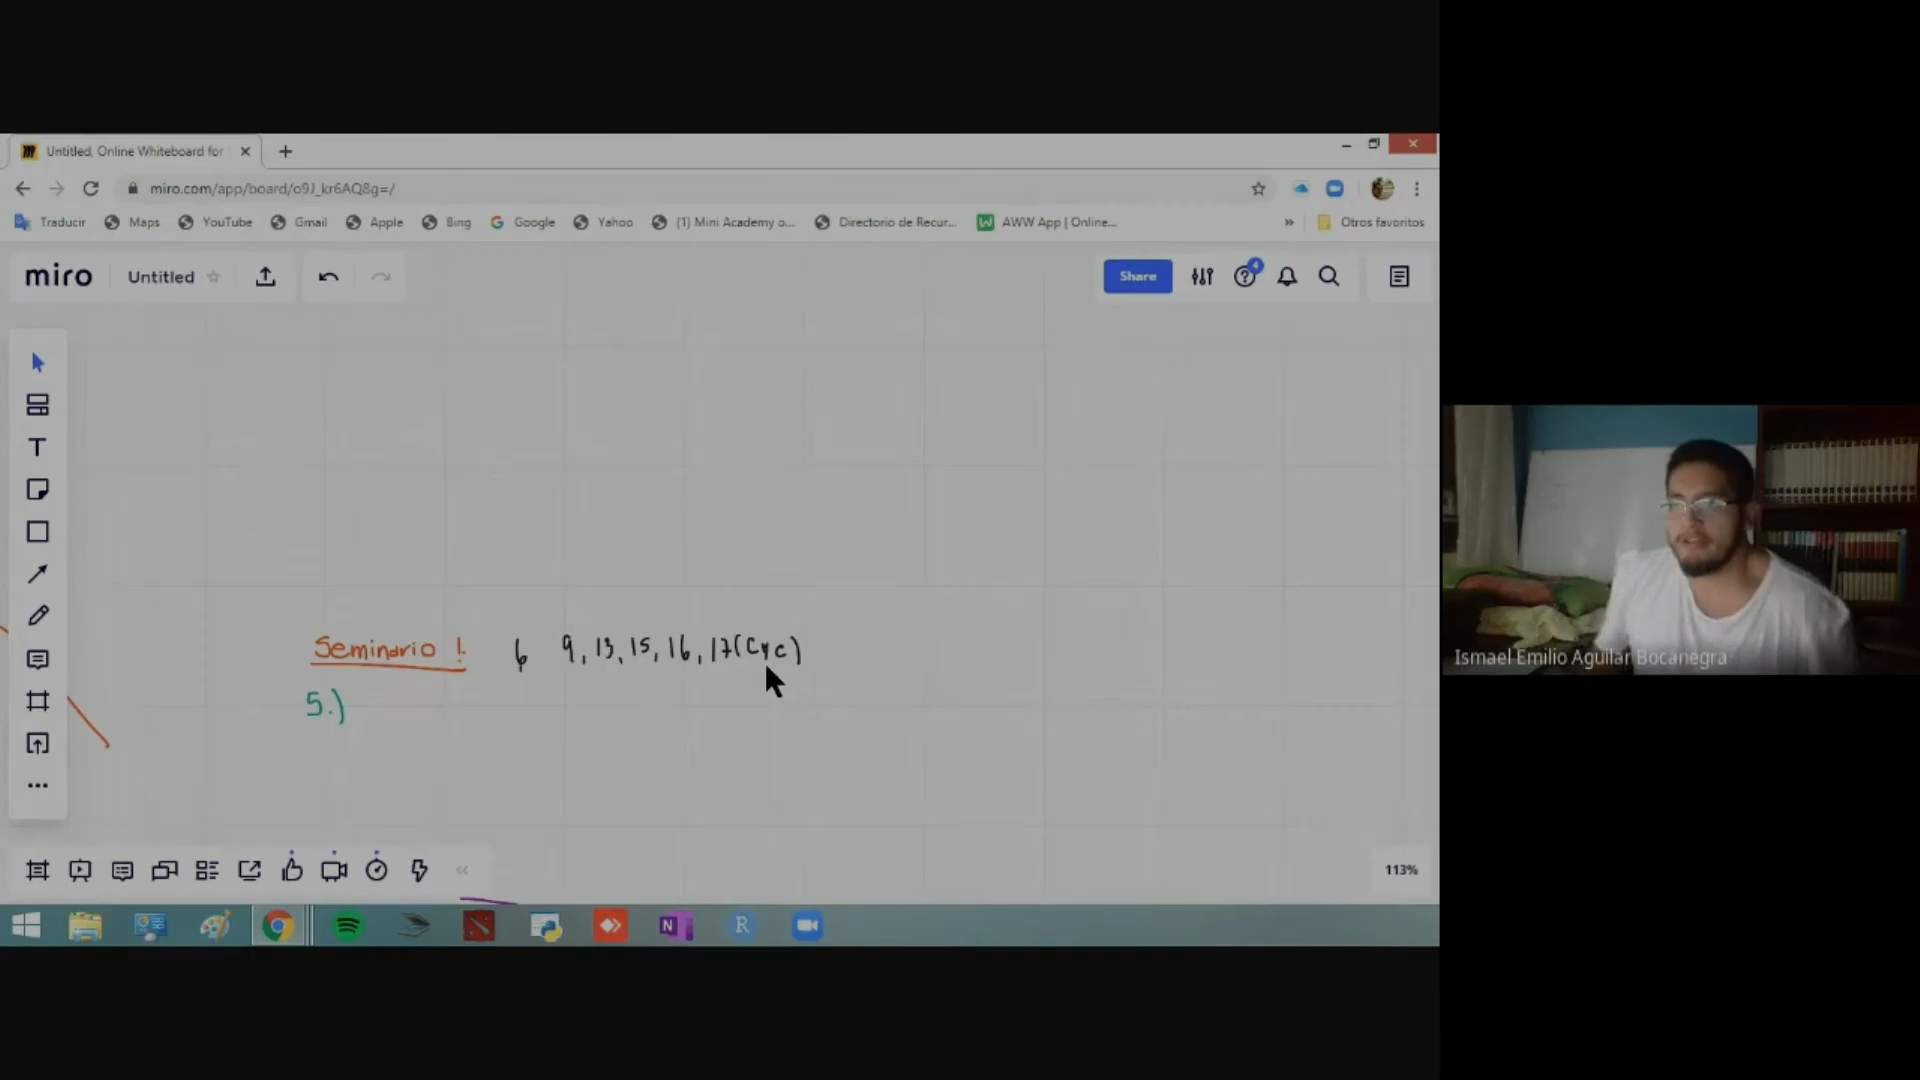 Untitled, Online Whiteboard for
miro.com/app/board/o9J_kr6AQ8g=/
Traducir Maps YouTube Gmail Apple Bing Google Yahoo (1) Mini Academy o... Directorio de Recur... AWW App | Online... » Otros favoritos
miro Untitled Share 4
T
Seminario 1: 6 9, 13, 15, 16, 17(c y c)
5.)
Ismael Emilio Aguilar Bocanegra
113%
N R